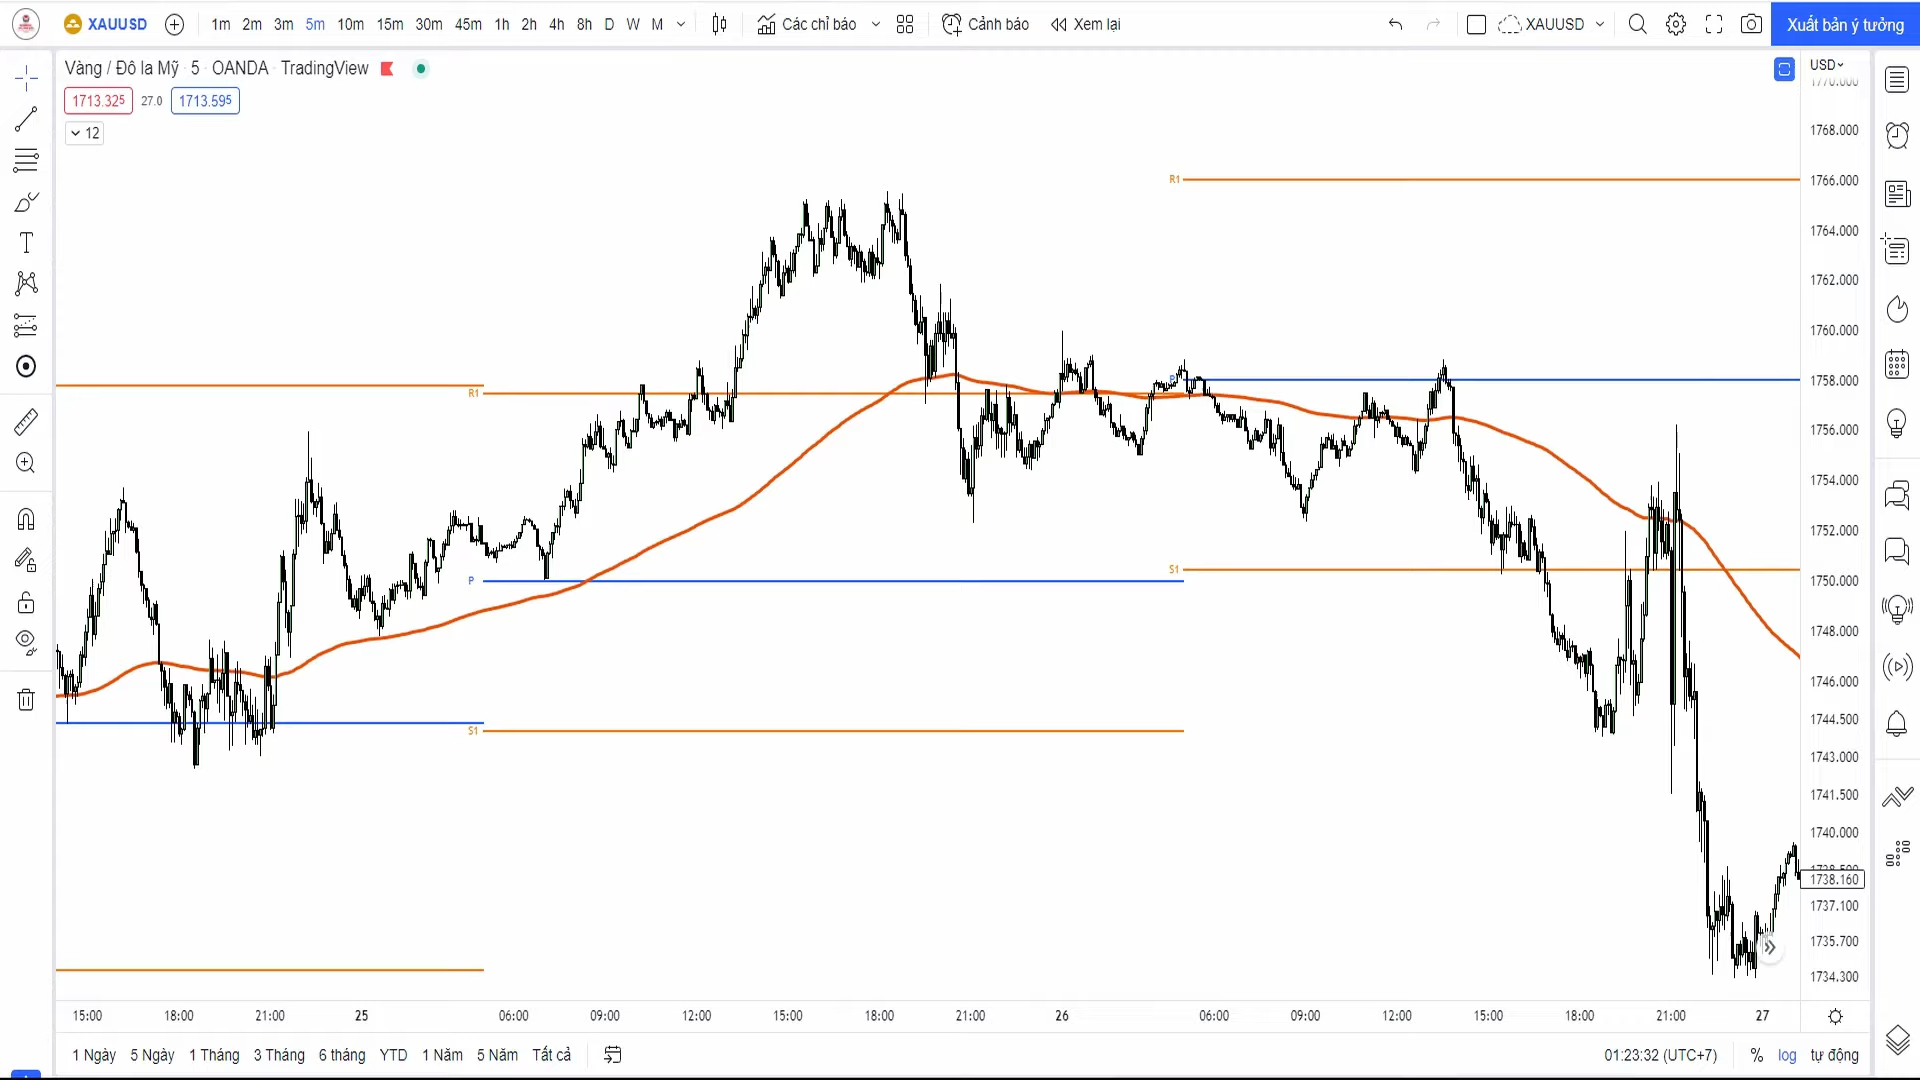 XAUUSD 1m 2m 3m 5m 10m 15m 30m 45m 1h 2h 4h 8h D W M Các chỉ báo Cảnh báo Xem lại XAUUSD Xuất bản ý tưởng
Vàng / Đô la Mỹ 5 OANDA TradingView
USD
1713.325 27.0 1713.595
12
1768.000
R1
1766.000
1764.000
1762.000
1760.000
P
1758.000
R1
1756.000
1754.000
1752.000
S1
P
1750.000
1748.000
1746.000
1744.500
S1
1743.000
1741.500
1740.000
1738.160
1737.100
1735.700
1734.300
15:00 18:00 21:00 25 06:00 09:00 12:00 15:00 18:00 21:00 26 06:00 09:00 12:00 15:00 18:00 21:00 27
1 Ngày 5 Ngày 1 Tháng 3 Tháng 6 tháng YTD 1 Năm 5 Năm Tất cả 01:23:32 (UTC+7) % log tự động